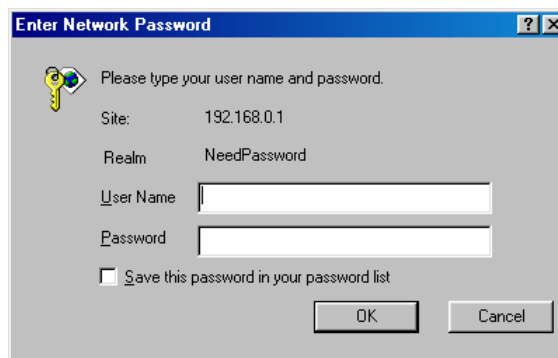 Enter Network Password
Please type your user name and password.
Site: 192.168.0.1
Realm NeedPassword
User Name
Password
Save this password in your password list
OK Cancel